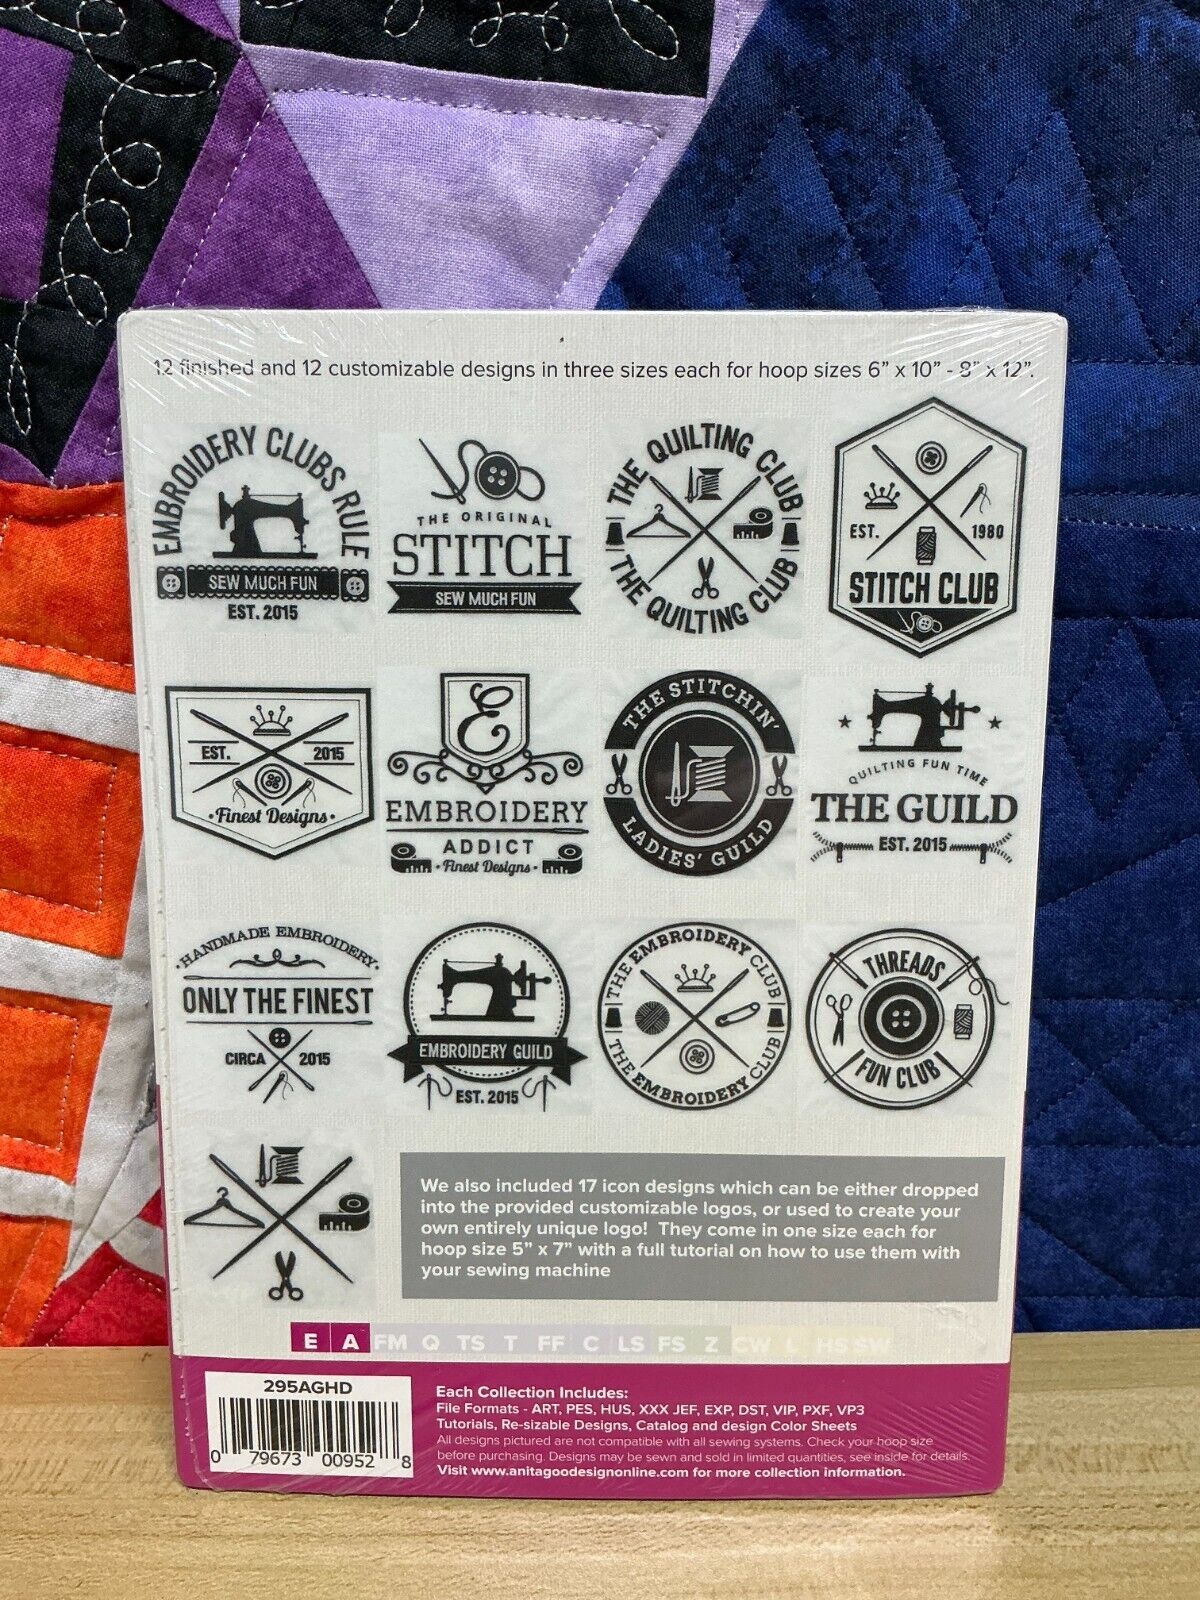 12 finished and 12 customizable designs in three sizes each for hoop sizes 6” x 10” - 8” x 12”.
EMBROIDERY CLUBS RULE
SEW MUCH FUN
EST. 2015
THE ORIGINAL
STITCH
SEW MUCH FUN
THE QUILTING CLUB
THE QUILTING CLUB
EST. 1980
STITCH CLUB
EST. 2015
•Finest Designs•
E
EMBROIDERY
ADDICT
•Finest Designs•
THE STITCHIN'
LADIES' GUILD
QUILTING FUN TIME
THE GUILD
EST. 2015
•HANDMADE EMBROIDERY•
ONLY THE FINEST
CIRCA 2015
EMBROIDERY GUILD
EST. 2015
THE EMBROIDERY CLUB
THE EMBROIDERY CLUB
THREADS
FUN CLUB
We also included 17 icon designs which can be either dropped
into the provided customizable logos, or used to create your
own entirely unique logo! They come in one size each for
hoop size 5” x 7” with a full tutorial on how to use them with
your sewing machine
E A FM Q TS T FF C LS FS Z CW L HS SW
295AGHD
0 79673 00952 8
Each Collection Includes:
File Formats - ART, PES, HUS, XXX JEF, EXP, DST, VIP, PXF, VP3
Tutorials, Re-sizable Designs, Catalog and design Color Sheets
All designs pictured are not compatible with all sewing systems. Check your hoop size
before purchasing. Designs may be sewn and sold in limited quantities, see inside for details.
Visit www.anitagoodesignonline.com for more collection information.